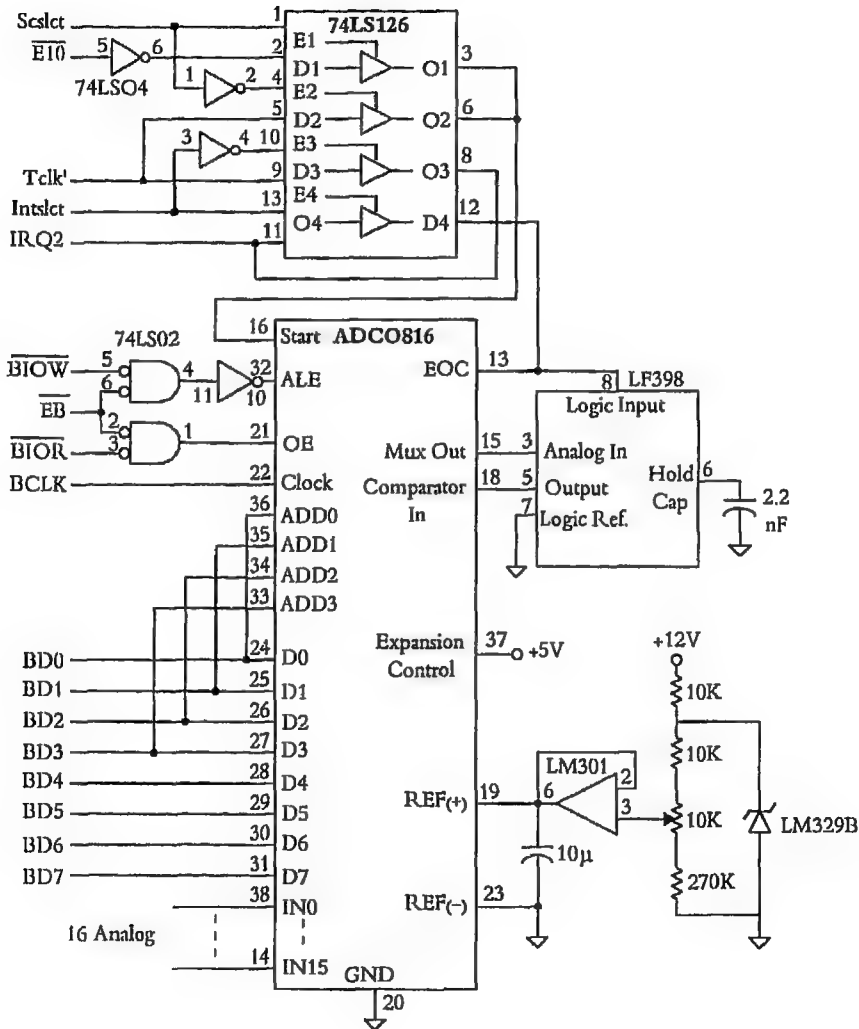 Scslct
E10
5
6
74LSO4
1
2
Tclk'
3
4
Intslct
IRQ2
74LS126
1
2
4
5
10
9
13
11
E1
D1
E2
D2
E3
D3
E4
O4
O1
O2
O3
D4
3
6
8
12
74LS02
BIOW
5
6
4
11
10
EB
2
3
1
BIOR
BCLK
ADCO816
16
Start
32
ALE
21
OE
22
Clock
36
ADD0
35
ADD1
34
ADD2
33
ADD3
BD0
24
D0
BD1
25
D1
BD2
26
D2
BD3
27
D3
BD4
28
D4
BD5
29
D5
BD6
30
D6
BD7
31
D7
38
IN0
16 Analog
14
IN15
GND
20
EOC
13
Mux Out
15
Comparator
In
18
Expansion
Control
37
+5V
REF(+)
19
REF(−)
23
LF398
8
Logic Input
3
Analog In
5
Output
7
Logic Ref.
Hold
Cap
6
2.2
nF
+12V
10K
10K
10K
270K
LM329B
LM301
6
2
3
10µ